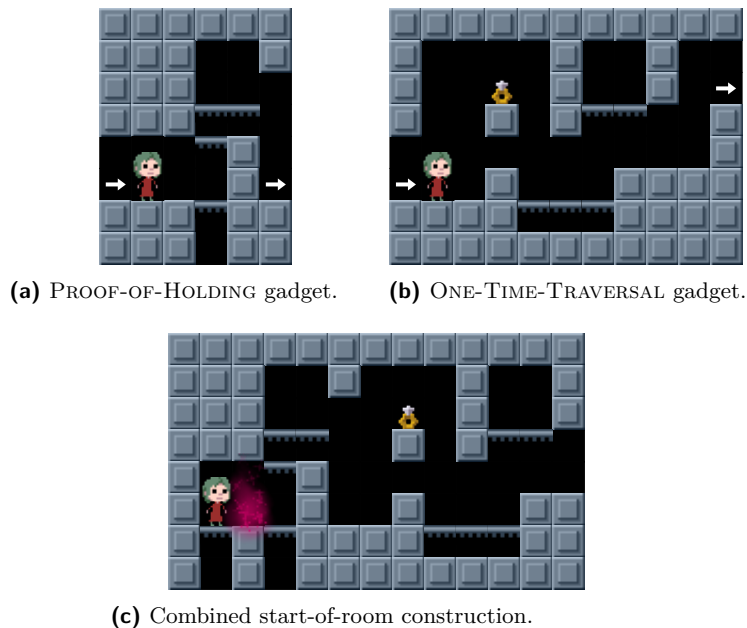 (a) PROOF-OF-HOLDING gadget.
(b) ONE-TIME-TRAVERSAL gadget.
(c) Combined start-of-room construction.